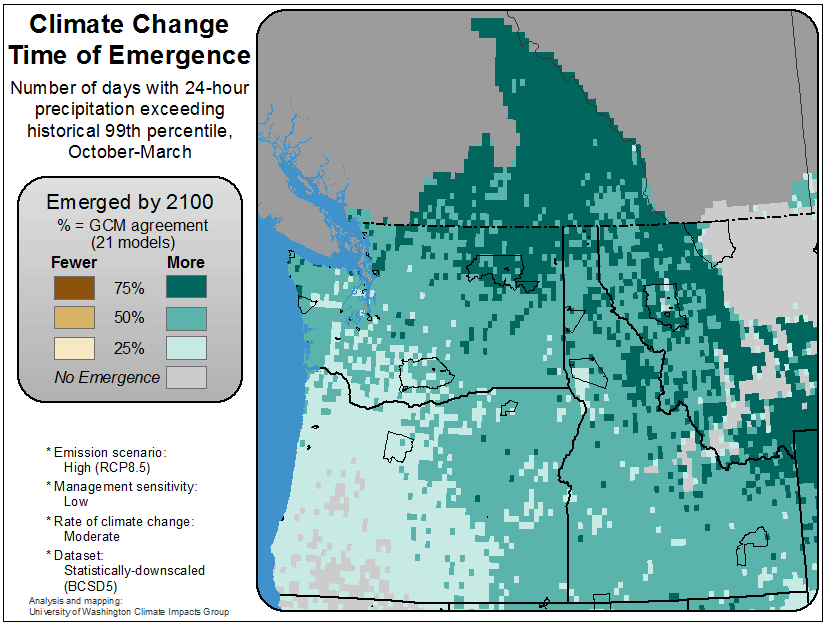 Climate Change
Time of Emergence
Number of days with 24-hour
precipitation exceeding
historical 99th percentile,
October-March
Emerged by 2100
% = GCM agreement
(21 models)
Fewer More
75%
50%
25%
No Emergence
* Emission scenario:
High (RCP8.5)
* Management sensitivity:
Low
* Rate of climate change:
Moderate
* Dataset:
Statistically-downscaled
(BCSD5)
Analysis and mapping:
University of Washington Climate Impacts Group